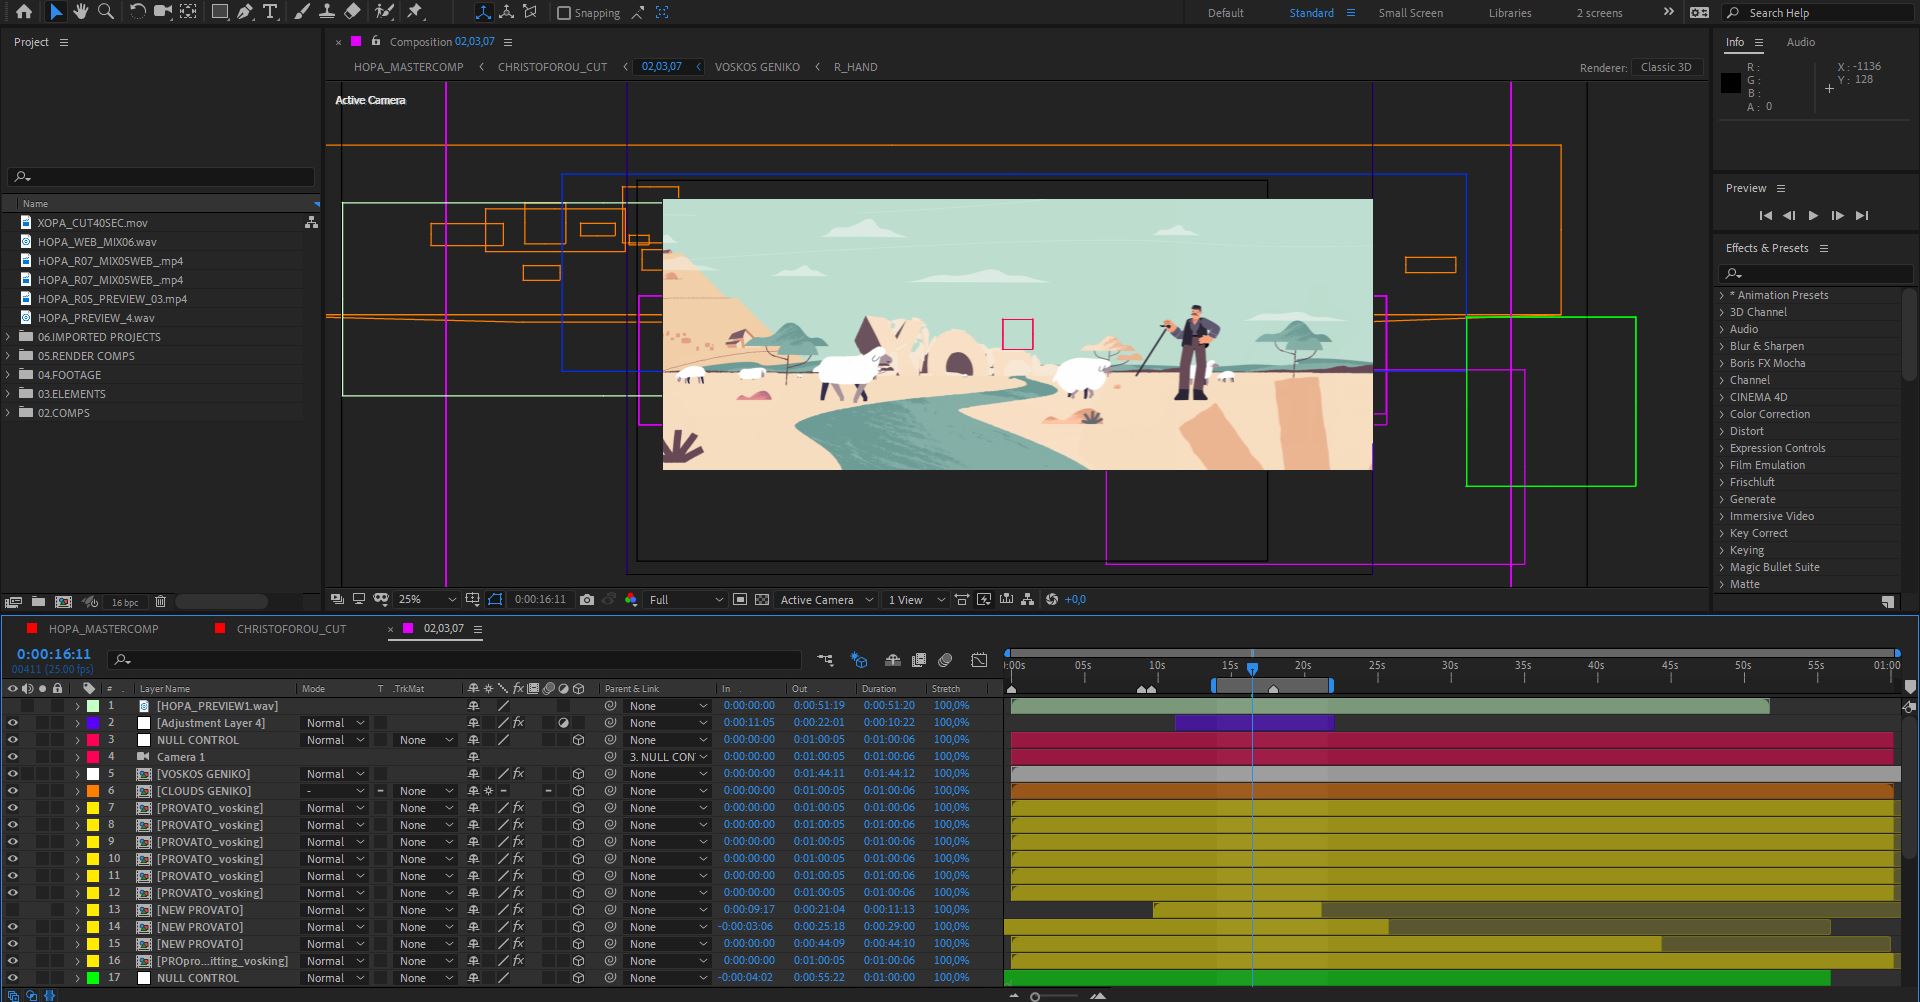 Snapping
Default
Standard
Small Screen
Libraries
2 screens
Search Help
Project
Composition 02,03,07
HOPA_MASTERCOMP
CHRISTOFOROU_CUT
02,03,07
VOSKOS GENIKO
R_HAND
Renderer: Classic 3D
Active Camera
Name
XOPA_CUT40SEC.mov
HOPA_WEB_MIX06.wav
HOPA_R07_MIX05WEB_.mp4
HOPA_R07_MIX05WEB_.mp4
HOPA_R05_PREVIEW_03.mp4
HOPA_PREVIEW_4.wav
06.IMPORTED PROJECTS
05.RENDER COMPS
04.FOOTAGE
03.ELEMENTS
02.COMPS
16 bpc
25%
0:00:16:11
Full
Active Camera
1 View
+0,0
Info
Audio
R :
G :
B :
A : 0
X : -1136
Y : 128
Preview
Effects & Presets
* Animation Presets
3D Channel
Audio
Blur & Sharpen
Boris FX Mocha
Channel
CINEMA 4D
Color Correction
Distort
Expression Controls
Film Emulation
Frischluft
Generate
Immersive Video
Key Correct
Keying
Magic Bullet Suite
Matte
HOPA_MASTERCOMP
CHRISTOFOROU_CUT
02,03,07
0:00:16:11
00411 (25.00 fps)
:00s 05s 10s 15s 20s 25s 30s 35s 40s 45s 50s 55s 01:00
# Layer Name Mode T .TrkMat Parent & Link In Out Duration Stretch
1 [HOPA_PREVIEW1.wav] None 0:00:00:00 0:00:51:19 0:00:51:20 100,0%
2 [Adjustment Layer 4] Normal None 0:00:11:05 0:00:22:01 0:00:10:22 100,0%
3 NULL CONTROL Normal None None 0:00:00:00 0:01:00:05 0:01:00:06 100,0%
4 Camera 1 3. NULL CON 0:00:00:00 0:01:00:05 0:01:00:06 100,0%
5 [VOSKOS GENIKO] Normal None 0:00:00:00 0:01:44:11 0:01:44:12 100,0%
6 [CLOUDS GENIKO] - None None 0:00:00:00 0:01:00:05 0:01:00:06 100,0%
7 [PROVATO_vosking] Normal None None 0:00:00:00 0:01:00:05 0:01:00:06 100,0%
8 [PROVATO_vosking] Normal None None 0:00:00:00 0:01:00:05 0:01:00:06 100,0%
9 [PROVATO_vosking] Normal None None 0:00:00:00 0:01:00:05 0:01:00:06 100,0%
10 [PROVATO_vosking] Normal None None 0:00:00:00 0:01:00:05 0:01:00:06 100,0%
11 [PROVATO_vosking] Normal None None 0:00:00:00 0:01:00:05 0:01:00:06 100,0%
12 [PROVATO_vosking] Normal None None 0:00:00:00 0:01:00:05 0:01:00:06 100,0%
13 [NEW PROVATO] Normal None None 0:00:09:17 0:00:21:04 0:00:11:13 100,0%
14 [NEW PROVATO] Normal None None -0:00:03:06 0:00:25:18 0:00:29:00 100,0%
15 [NEW PROVATO] Normal None None 0:00:00:00 0:00:44:09 0:00:44:10 100,0%
16 [PROpro...itting_vosking] Normal None None 0:00:00:00 0:01:00:05 0:01:00:06 100,0%
17 NULL CONTROL Normal None None -0:00:04:02 0:00:55:22 0:01:00:00 100,0%